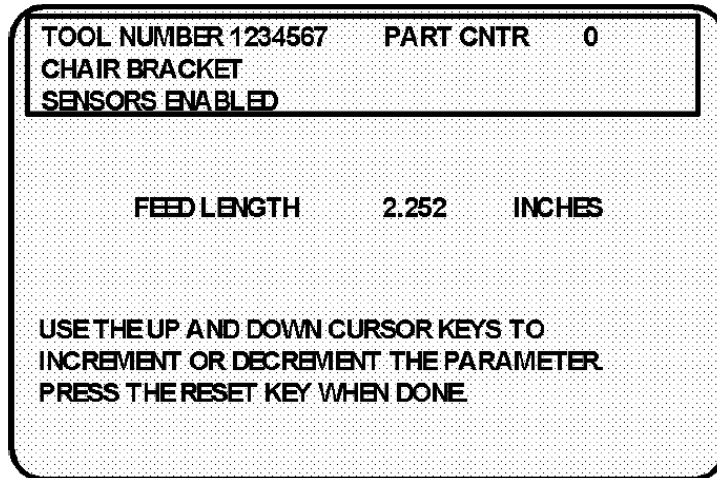 TOOL NUMBER 1234567 PART CNTR 0
CHAIR BRACKET
SENSORS ENABLED
FEED LENGTH 2.252 INCHES
USE THE UP AND DOWN CURSOR KEYS TO
INCREMENT OR DECREMENT THE PARAMETER.
PRESS THE RESET KEY WHEN DONE.